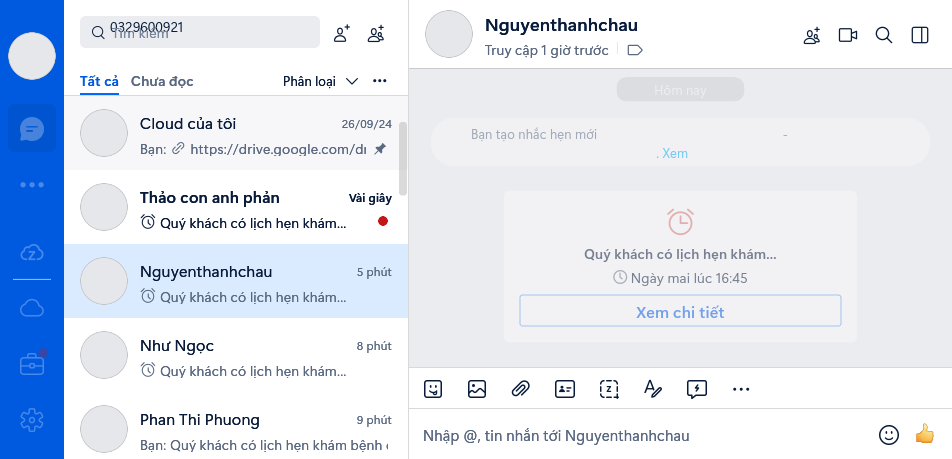 0329600921
Tìm kiếm
Tất cả Chưa đọc Phân loại
Cloud của tôi 26/09/24
Bạn: https://drive.google.com/dr
Thảo con anh phản Vài giây
Quý khách có lịch hẹn khám...
Nguyenthanhchau 5 phút
Quý khách có lịch hẹn khám...
Như Ngọc 8 phút
Quý khách có lịch hẹn khám...
Phan Thi Phuong 9 phút
Bạn: Quý khách có lịch hẹn khám bệnh
Nguyenthanhchau
Truy cập 1 giờ trước
Hôm nay
Bạn tạo nhắc hẹn mới -
. Xem
Quý khách có lịch hẹn khám...
Ngày mai lúc 16:45
Xem chi tiết
Nhập @, tin nhắn tới Nguyenthanhchau